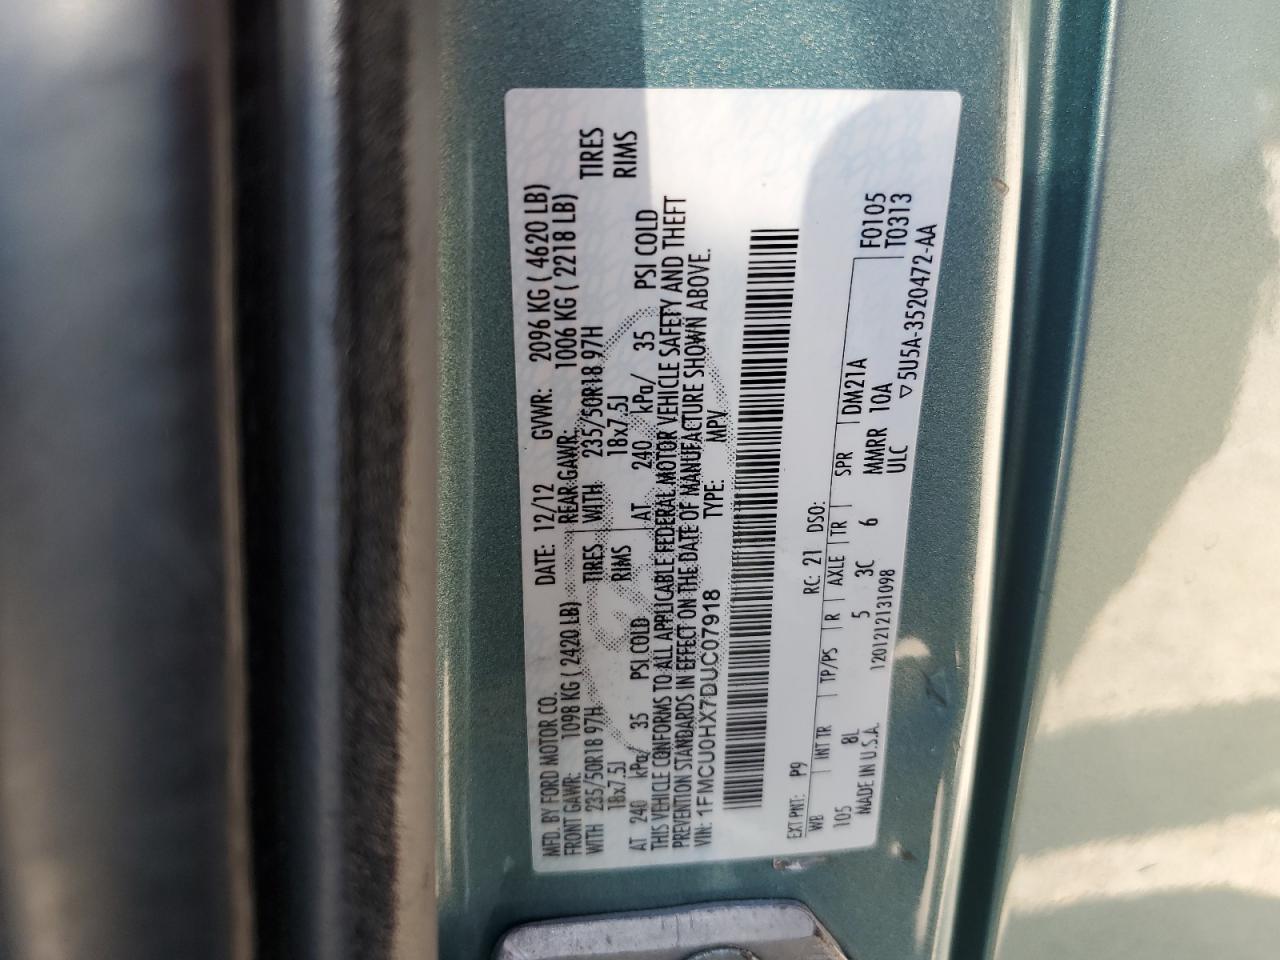 MFD. BY FORD MOTOR CO. DATE: 12/12 GVWR: 2096 KG ( 4620 LB)
FRONT GAWR: 1098 KG ( 2420 LB) REAR GAWR: 1006 KG ( 2218 LB)
WITH 235/50R18 97H TIRES WITH 235/50R18 97H TIRES
18x7.5J RIMS 18x7.5J RIMS
AT 240 kPa/ 35 PSI COLD AT 240 kPa/ 35 PSI COLD
THIS VEHICLE CONFORMS TO ALL APPLICABLE FEDERAL MOTOR VEHICLE SAFETY AND THEFT
PREVENTION STANDARDS IN EFFECT ON THE DATE OF MANUFACTURE SHOWN ABOVE.
VIN: 1FMCU0HX7DUC07918 TYPE: MPV
EXT PNT: P9 RC: 21 DSO:
WB INT TR TP/PS R AXLE TR SPR DM21A F0105
105 8L 5 3C 6 MMRR 10A T0313
MADE IN U.S.A. 120121213​1098 ULC ▽5U5A-3520472-AA